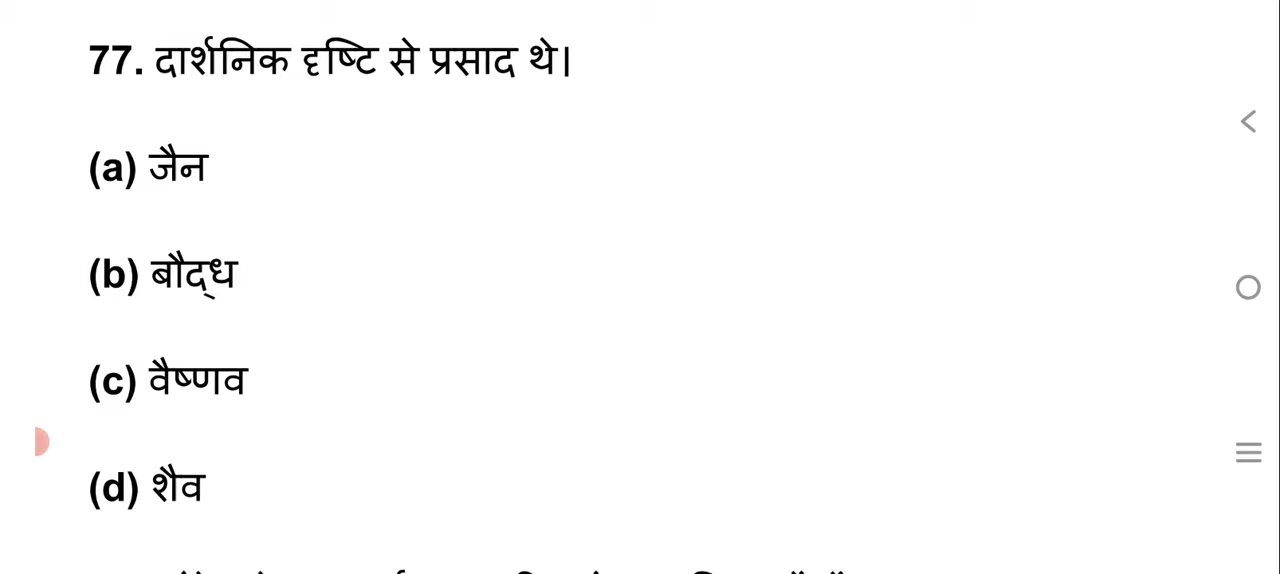 77. दार्शनिक दृष्टि से प्रसाद थे।
(a) जैन
(b) बौद्ध
(c) वैष्णव
(d) शैव